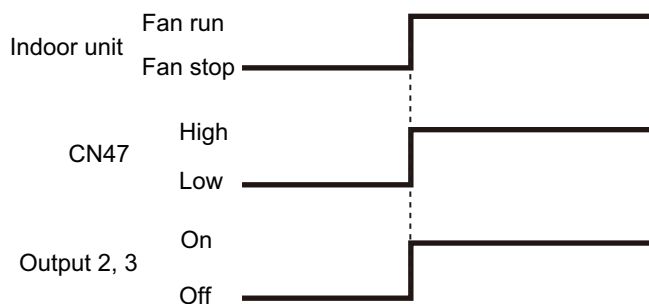 Indoor unit
Fan run
Fan stop
CN47
High
Low
Output 2, 3
On
Off